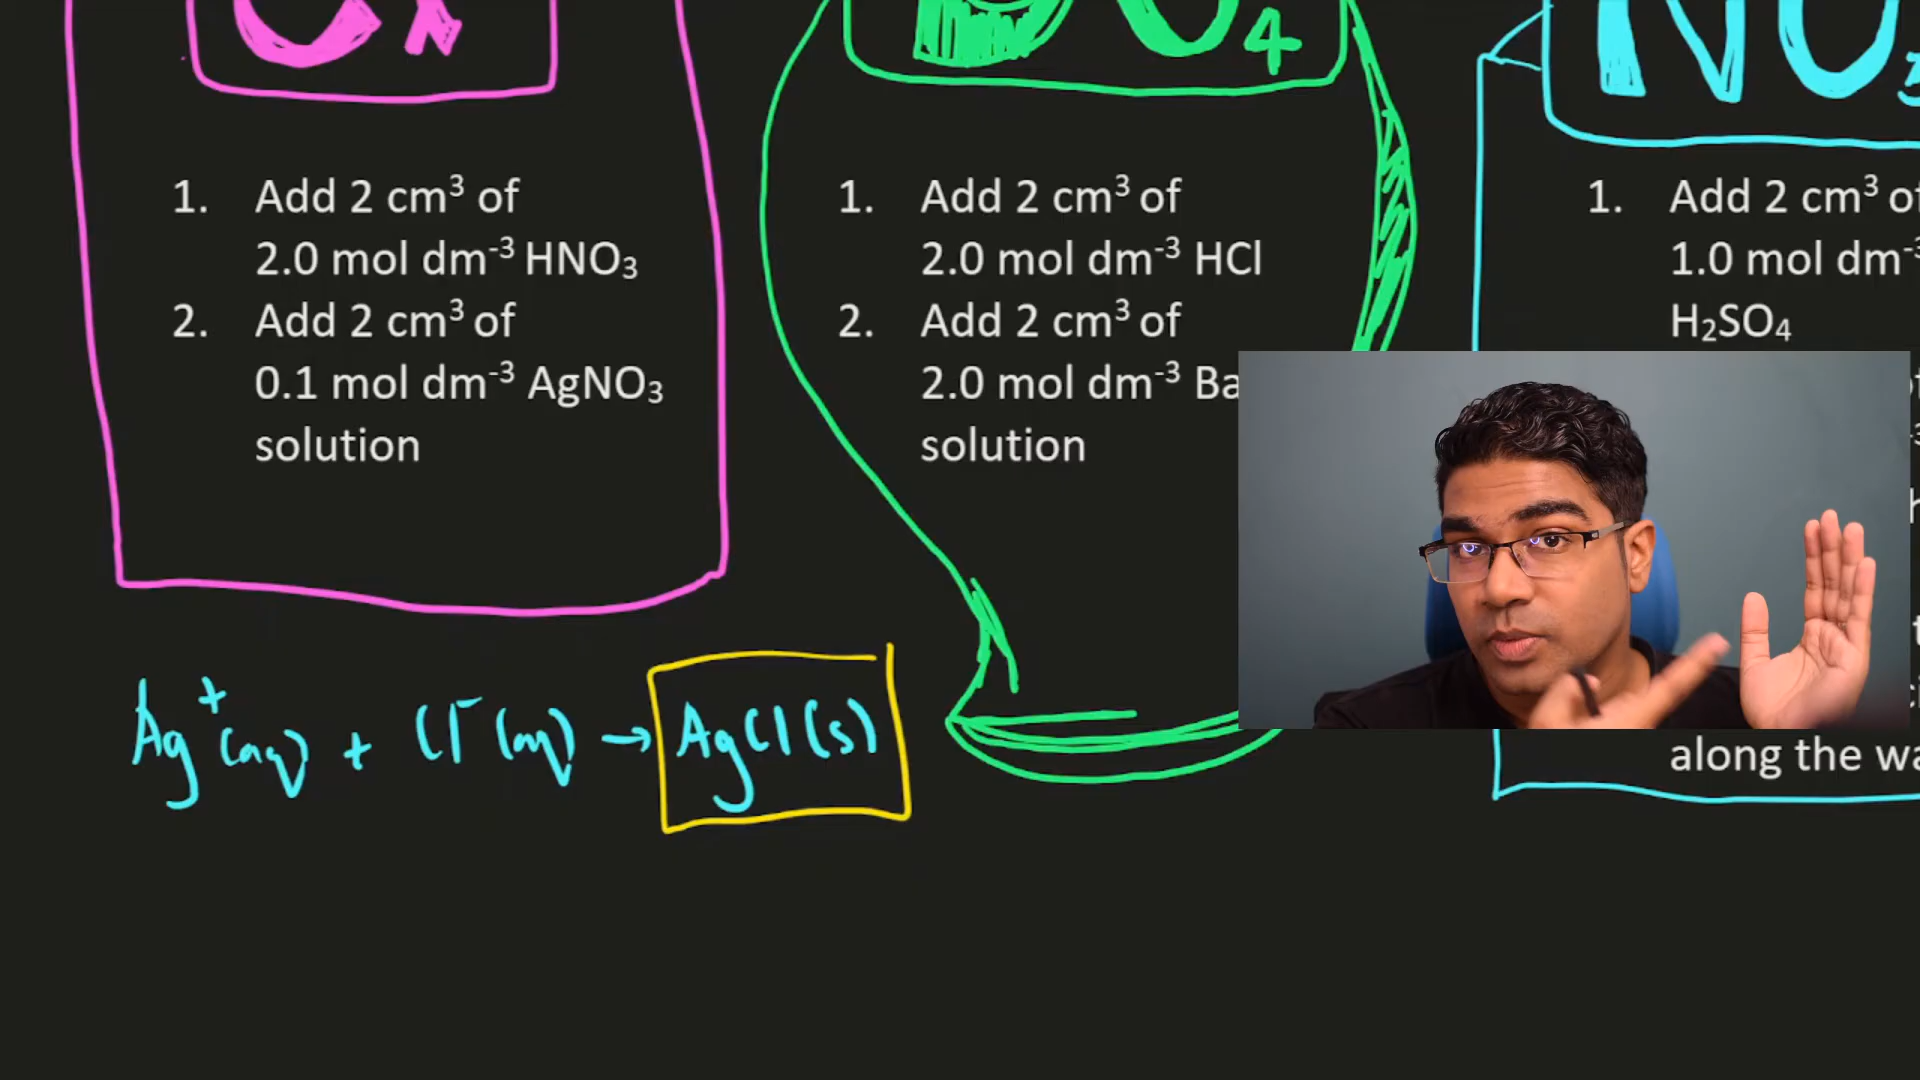 1. Add 2 cm³ of
2.0 mol dm⁻³ HNO₃
2. Add 2 cm³ of
0.1 mol dm⁻³ AgNO₃
solution
1. Add 2 cm³ of
2.0 mol dm⁻³ HCl
2. Add 2 cm³ of
2.0 mol dm⁻³ Ba
solution
4
NO₃
1. Add 2 cm³ of
1.0 mol dm⁻³
H₂SO₄
along the
Ag⁺(aq) + Cl⁻(aq) → AgCl(s)